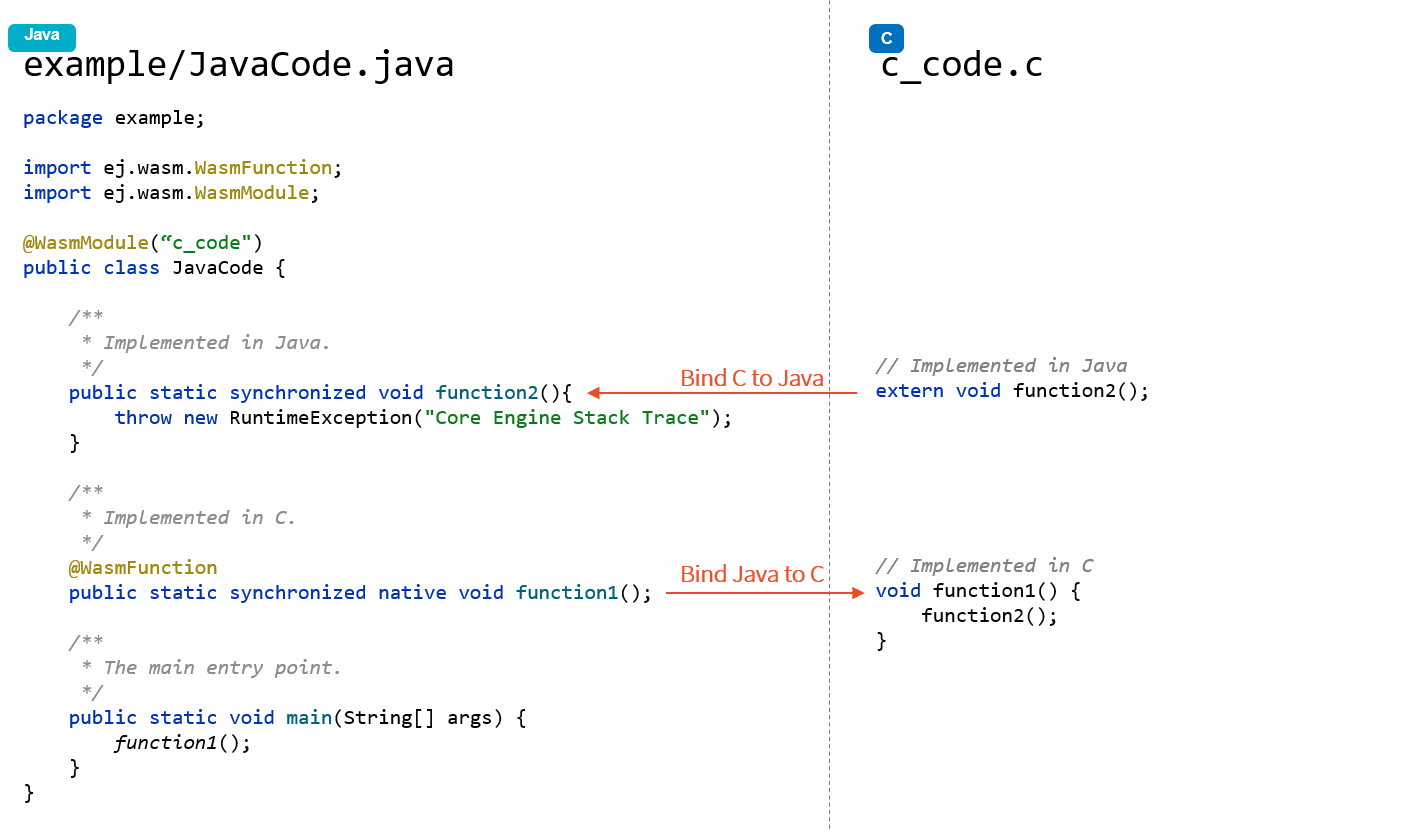 Java
example/JavaCode.java
package example;
import ej.wasm.WasmFunction;
import ej.wasm.WasmModule;
@WasmModule(“c_code")
public class JavaCode {
/**
* Implemented in Java.
*/
public static synchronized void function2(){
throw new RuntimeException("Core Engine Stack Trace");
}
/**
* Implemented in C.
*/
@WasmFunction
public static synchronized native void function1();
/**
* The main entry point.
*/
public static void main(String[] args) {
function1();
}
}
Bind C to Java
Bind Java to C
C
c_code.c
// Implemented in Java
extern void function2();
// Implemented in C
void function1() {
function2();
}